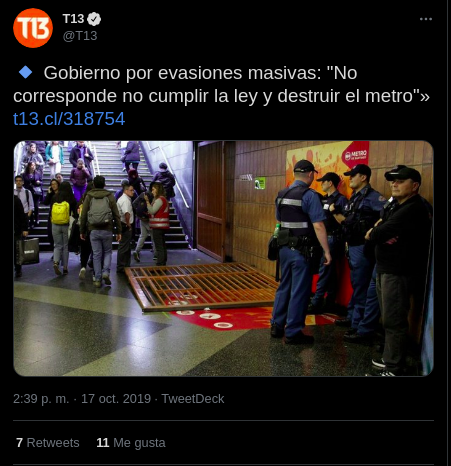 T13
T13
@T13
Gobierno por evasiones masivas: "No
corresponde no cumplir la ley y destruir el metro"»
t13.cl/318754
METRO
2:39 p. m. · 17 oct. 2019 · TweetDeck
7 Retweets 11 Me gusta